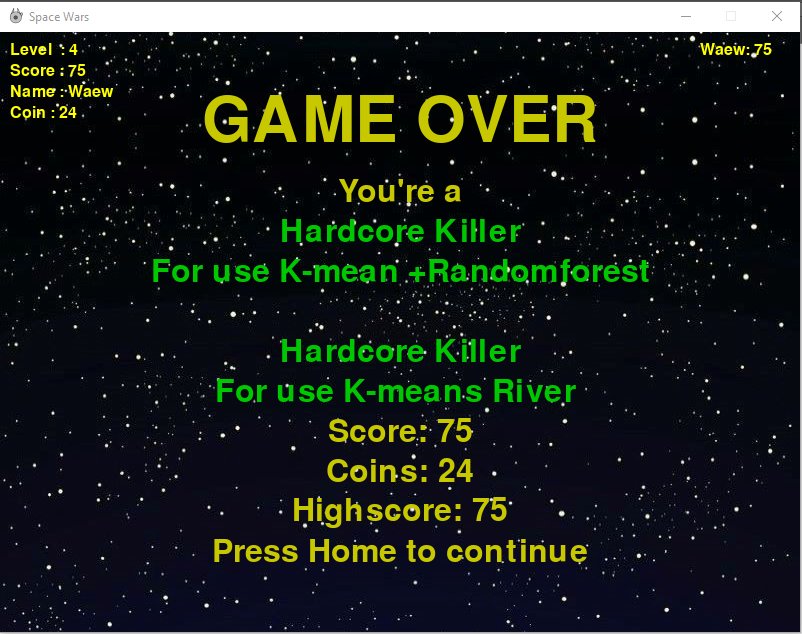 Space Wars
Level : 4
Score : 75
Name : Waew
Coin : 24
Waew: 75
GAME OVER
You're a
Hardcore Killer
For use K-mean +Randomforest
Hardcore Killer
For use K-means River
Score: 75
Coins: 24
Highscore: 75
Press Home to continue